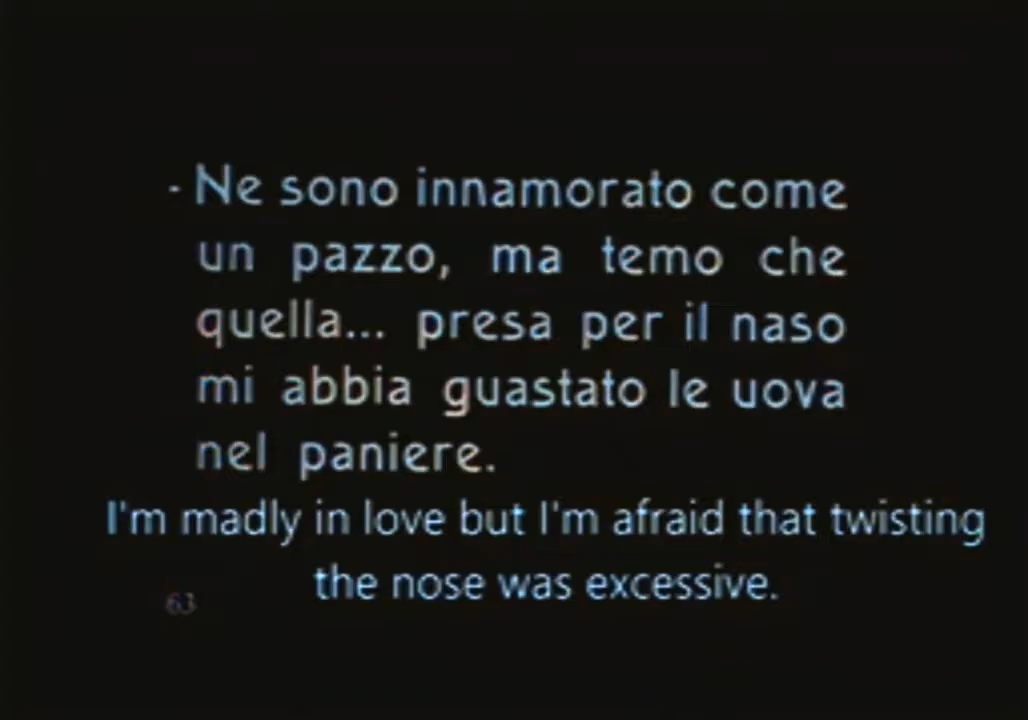 - Ne sono innamorato come
un pazzo, ma temo che
quella... presa per il naso
mi abbia guastato le uova
nel paniere.
I'm madly in love but I'm afraid that twisting
the nose was excessive.
63